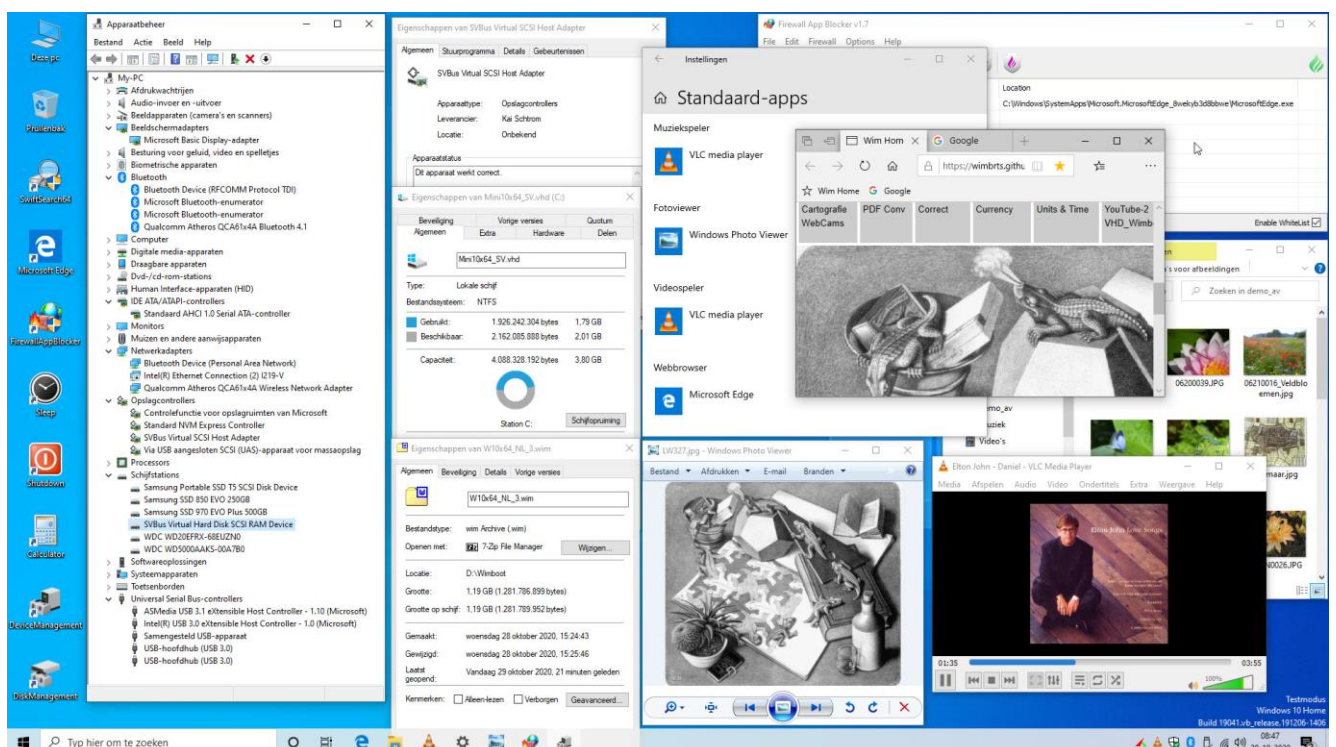 Deze pc
Prullenbak
SwiftSearch64
Microsoft Edge
FirewallAppBlocker
Sleep
Shutdown
Calculator
DeviceManagement
DiskManagement
Apparaatbeheer
Bestand Actie Beeld Help
My-PC
Afdrukwachtrijen
Audio-invoer en -uitvoer
Beeldapparaten (camera's en scanners)
Beeldschermadapters
Microsoft Basic Display-adapter
Besturing voor geluid, video en spelletjes
Biometrische apparaten
Bluetooth
Bluetooth Device (RFCOMM Protocol TDI)
Microsoft Bluetooth-enumerator
Microsoft Bluetooth-enumerator
Qualcomm Atheros QCA61x4A Bluetooth 4.1
Computer
Digitale media-apparaten
Draagbare apparaten
Dvd-/cd-rom-stations
Human Interface-apparaten (HID)
IDE ATA/ATAPI-controllers
Standaard AHCI 1.0 Serial ATA-controller
Monitors
Muizen en andere aanwijsapparaten
Netwerkadapters
Bluetooth Device (Personal Area Network)
Intel(R) Ethernet Connection (2) I219-V
Qualcomm Atheros QCA61x4A Wireless Network Adapter
Opslagcontrollers
Controlefunctie voor opslagruimten van Microsoft
Standard NVM Express Controller
SVBus Virtual SCSI Host Adapter
Via USB aangesloten SCSI (UAS)-apparaat voor massaopslag
Processors
Schijfstations
Samsung Portable SSD T5 SCSI Disk Device
Samsung SSD 850 EVO 250GB
Samsung SSD 970 EVO Plus 500GB
SVBus Virtual Hard Disk SCSI RAM Device
WDC WD20EFRX-68EUZN0
WDC WD5000AAKS-00A7B0
Softwareoplossingen
Systeemapparaten
Toetsenborden
Universal Serial Bus-controllers
ASMedia USB 3.1 eXtensible Host Controller - 1.10 (Microsoft)
Intel(R) USB 3.0 eXtensible Host Controller - 1.0 (Microsoft)
Samengesteld USB-apparaat
USB-hoofdhub (USB 3.0)
USB-hoofdhub (USB 3.0)
Eigenschappen van SVBus Virtual SCSI Host Adapter
Algemeen Stuurprogramma Details Gebeurtenissen
SVBus Virtual SCSI Host Adapter
Apparaattype: Opslagcontrollers
Leverancier: Kai Schtrom
Locatie: Onbekend
Apparaatstatus
Dit apparaat werkt correct.
Eigenschappen van Mini10x64_SV.vhd (C:)
Beveiliging Vorige versies Quotum
Algemeen Extra Hardware Delen
Mini10x64_SV.vhd
Type: Lokale schijf
Bestandssysteem: NTFS
Gebruikt: 1.926.242.304 bytes 1,79 GB
Beschikbaar: 2.162.085.888 bytes 2,01 GB
Capaciteit: 4.088.328.192 bytes 3,80 GB
Station C: Schijfopruiming
Eigenschappen van W10x64_NL_3.wim
Algemeen Beveiliging Details Vorige versies
W10x64_NL_3.wim
Bestandstype: wim Archive (.wim)
Openen met: 7-Zip File Manager Wijzigen...
Locatie: D:\Wimboot
Grootte: 1,19 GB (1.281.786.899 bytes)
Grootte op schijf: 1,19 GB (1.281.789.952 bytes)
Gemaakt: woensdag 28 oktober 2020, 15:24:43
Gewijzigd: woensdag 28 oktober 2020, 15:25:46
Laatst geopend: Vandaag 29 oktober 2020, 21 minuten geleden
Kenmerken: Alleen-lezen Verborgen Geavanceerd...
Firewall App Blocker v1.7
File Edit Firewall Options Help
Location
C:\Windows\SystemApps\Microsoft.MicrosoftEdge_8wekyb3d8bbwe\MicrosoftEdge.exe
Enable WhiteList
Instellingen
Standaard-apps
Muziekspeler
VLC media player
Fotoviewer
Windows Photo Viewer
Videospeler
VLC media player
Webbrowser
Microsoft Edge
Wim Hom Google
https://wimbrts.githu
Wim Home Google
Cartografie PDF Conv Correct Currency Units & Time YouTube-2
WebCams VHD_Wimb
en
's voor afbeeldingen
Zoeken in demo_av
06200039.JPG
06210016_Veldbloemen.jpg
demo_av
uziek
Video's
maar.jpg
N0026.JPG
LW327.jpg - Windows Photo Viewer
Bestand Afdrukken E-mail Branden
Elton John - Daniel - VLC Media Player
Media Afspelen Audio Video Ondertitels Extra Weergave Help
Elton John Love Songs
01:35 03:55
100%
Testmodus
Windows 10 Home
Build 19041.vb_release.191206-1406
Typ hier om te zoeken
08:47